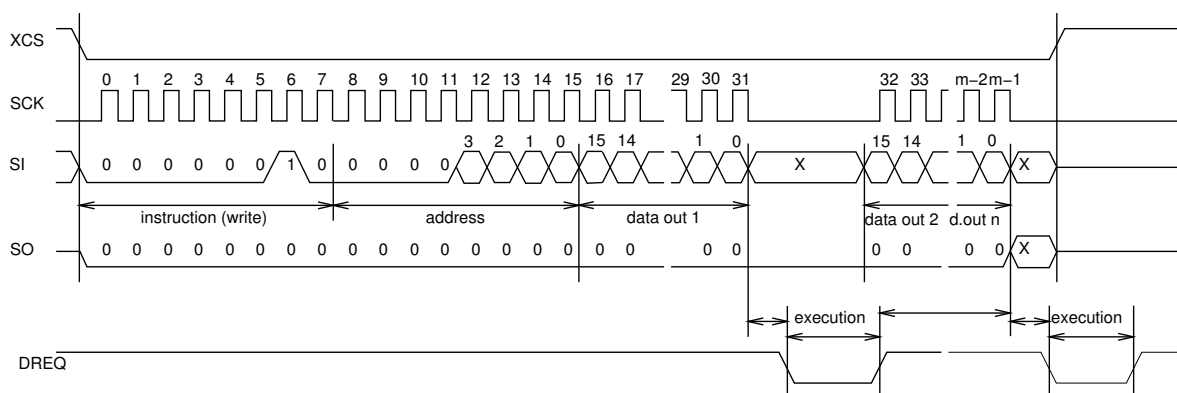 XCS
0 1 2 3 4 5 6 7 8 9 10 11 12 13 14 15 16 17 29 30 31 32 33 m-2 m-1
SCK
3 2 1 0 15 14 1 0 15 14 1 0
SI 0 0 0 0 0 0 1 0 0 0 0 0 X X
instruction (write) address data out 1 data out 2 d.out n
SO 0 0 0 0 0 0 0 0 0 0 0 0 0 0 0 0 0 0 0 0 0 0 0 0 X
execution execution
DREQ